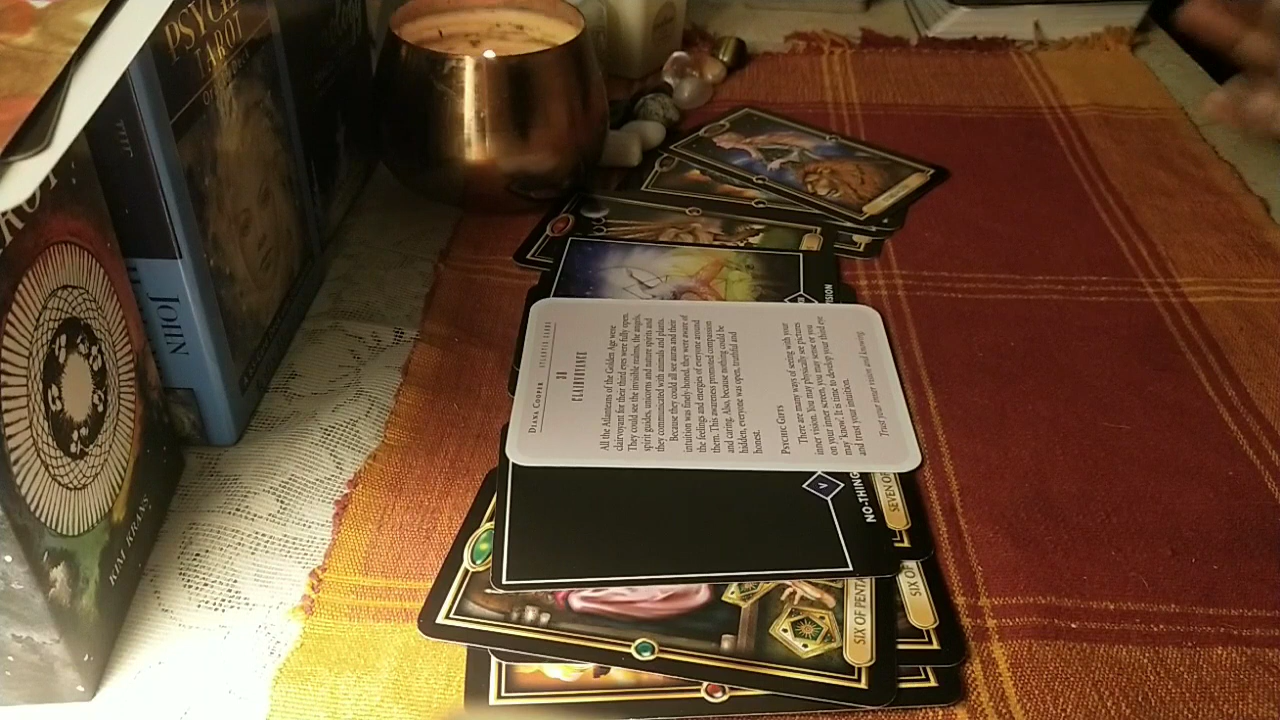 PSYCHIC
TAROT
JOHN
KIM KRANS
DIANA COOPER ATLANTIS CARDS
38
CLAIRVOYANCE
All the Atlanteans of the Golden Age were
clairvoyant for their third eyes were fully open.
They could see the invisible realms, the angels,
spirit guides, unicorns and nature spirits and
they communicated with animals and plants.
Because they could all see auras and their
intuition was finely-honed, they were aware of
the feelings and energies of everyone around
them. This awareness promoted compassion
and caring. Also, because nothing could be
hidden, everyone was open, truthful and
honest.
PSYCHIC GIFTS
There are many ways of seeing with your
inner vision. You may physically see pictures
on your inner screen, you may sense or you
may 'know'. It is time to develop your third eye
and trust your intuition.
Trust your inner vision and knowing
V
NO-THING
SEVEN OF
SIX OF PENTA
SIX OF